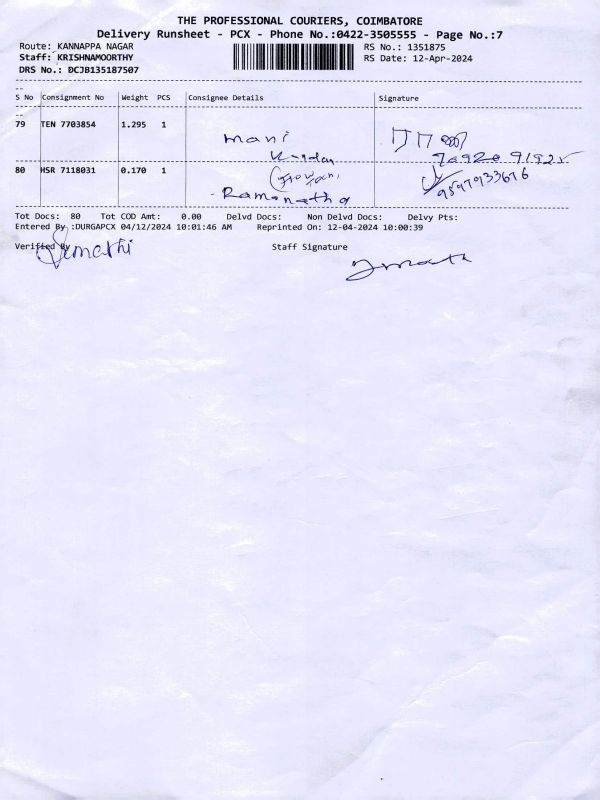 THE PROFESSIONAL COURIERS, COIMBATORE
Delivery Runsheet - PCX - Phone No.:0422-3505555 - Page No.:7
Route: KANNAPPA NAGAR
RS No.: 1351875
Staff: KRISHNAMOORTHY
RS Date: 12-Apr-2024
DRS No.: DCJB135187507
S No Consignment No Weight PCS Consignee Details Signature
79 TEN 7703854 1.295 1 mani
80 HSR 7118031 0.170 1
9597933676
Ramanatha
Tot Docs: 80 Tot COD Amt: 0.00 Delvd Docs: Non Delvd Docs: Delvy Pts:
Entered By :DURGAPCX 04/12/2024 10:01:46 AM Reprinted On: 12-04-2024 10:00:39
Verified By Staff Signature